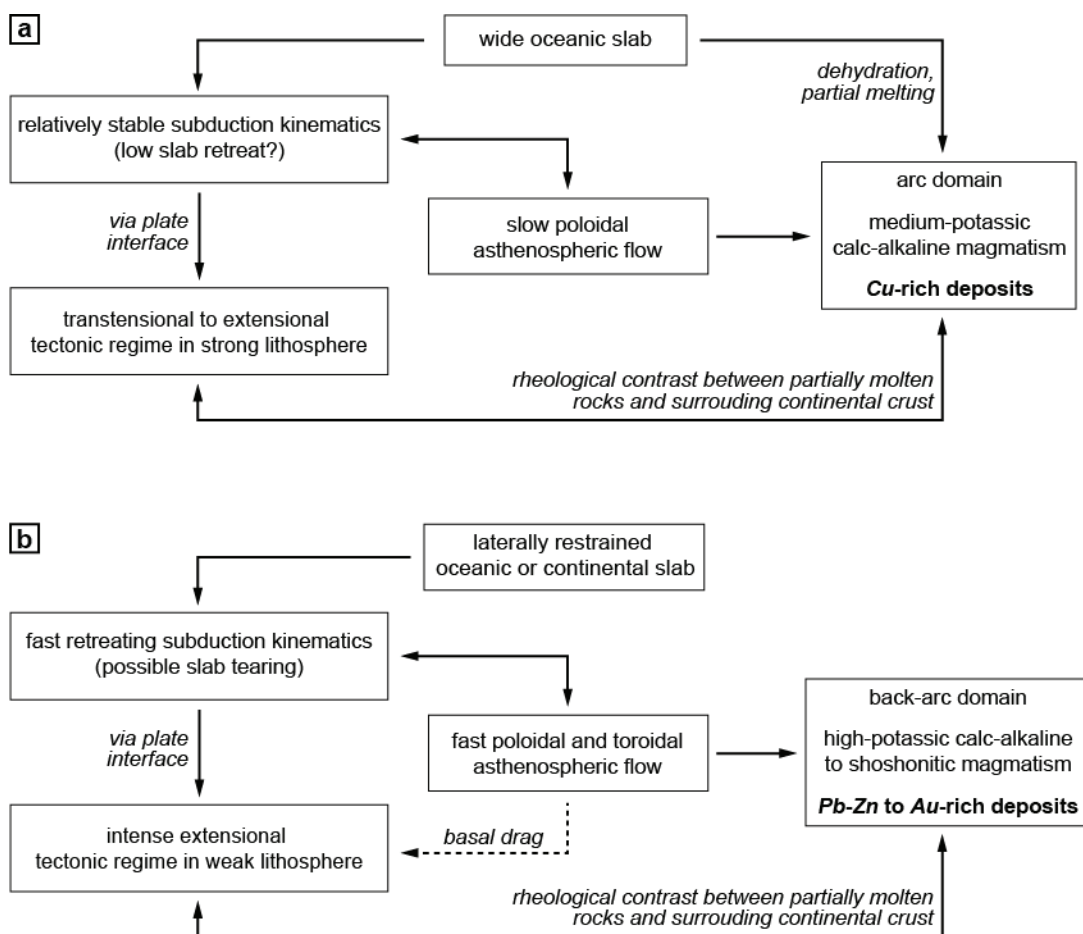 a
wide oceanic slab
dehydration,
partial melting
relatively stable subduction kinematics
(low slab retreat?)
via plate
interface
slow poloidal
asthenospheric flow
arc domain
medium-potassic
calc-alkaline magmatism
Cu-rich deposits
transtensional to extensional
tectonic regime in strong lithosphere
rheological contrast between partially molten
rocks and surrouding continental crust
b
laterally restrained
oceanic or continental slab
fast retreating subduction kinematics
(possible slab tearing)
via plate
interface
fast poloidal and toroidal
asthenospheric flow
back-arc domain
high-potassic calc-alkaline
to shoshonitic magmatism
Pb-Zn to Au-rich deposits
basal drag
intense extensional
tectonic regime in weak lithosphere
rheological contrast between partially molten
rocks and surrouding continental crust